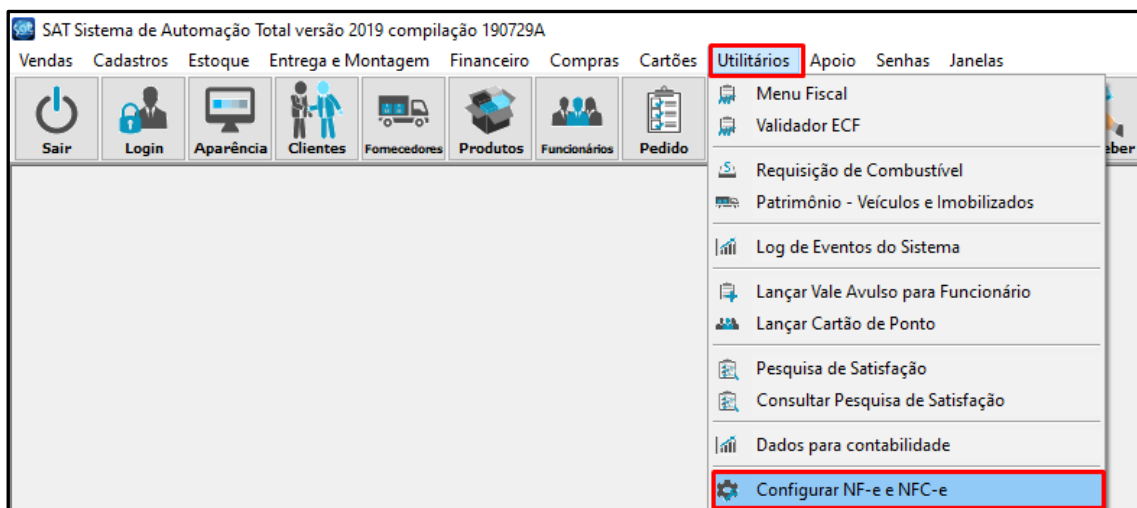 SAT Sistema de Automação Total versão 2019 compilação 190729A
Vendas Cadastros Estoque Entrega e Montagem Financeiro Compras Cartões Utilitários Apoio Senhas Janelas
Sair Login Aparência Clientes Fornecedores Produtos Funcionários Pedido
Menu Fiscal
Validador ECF
Requisição de Combustível
Patrimônio - Veículos e Imobilizados
Log de Eventos do Sistema
Lançar Vale Avulso para Funcionário
Lançar Cartão de Ponto
Pesquisa de Satisfação
Consultar Pesquisa de Satisfação
Dados para contabilidade
Configurar NF-e e NFC-e